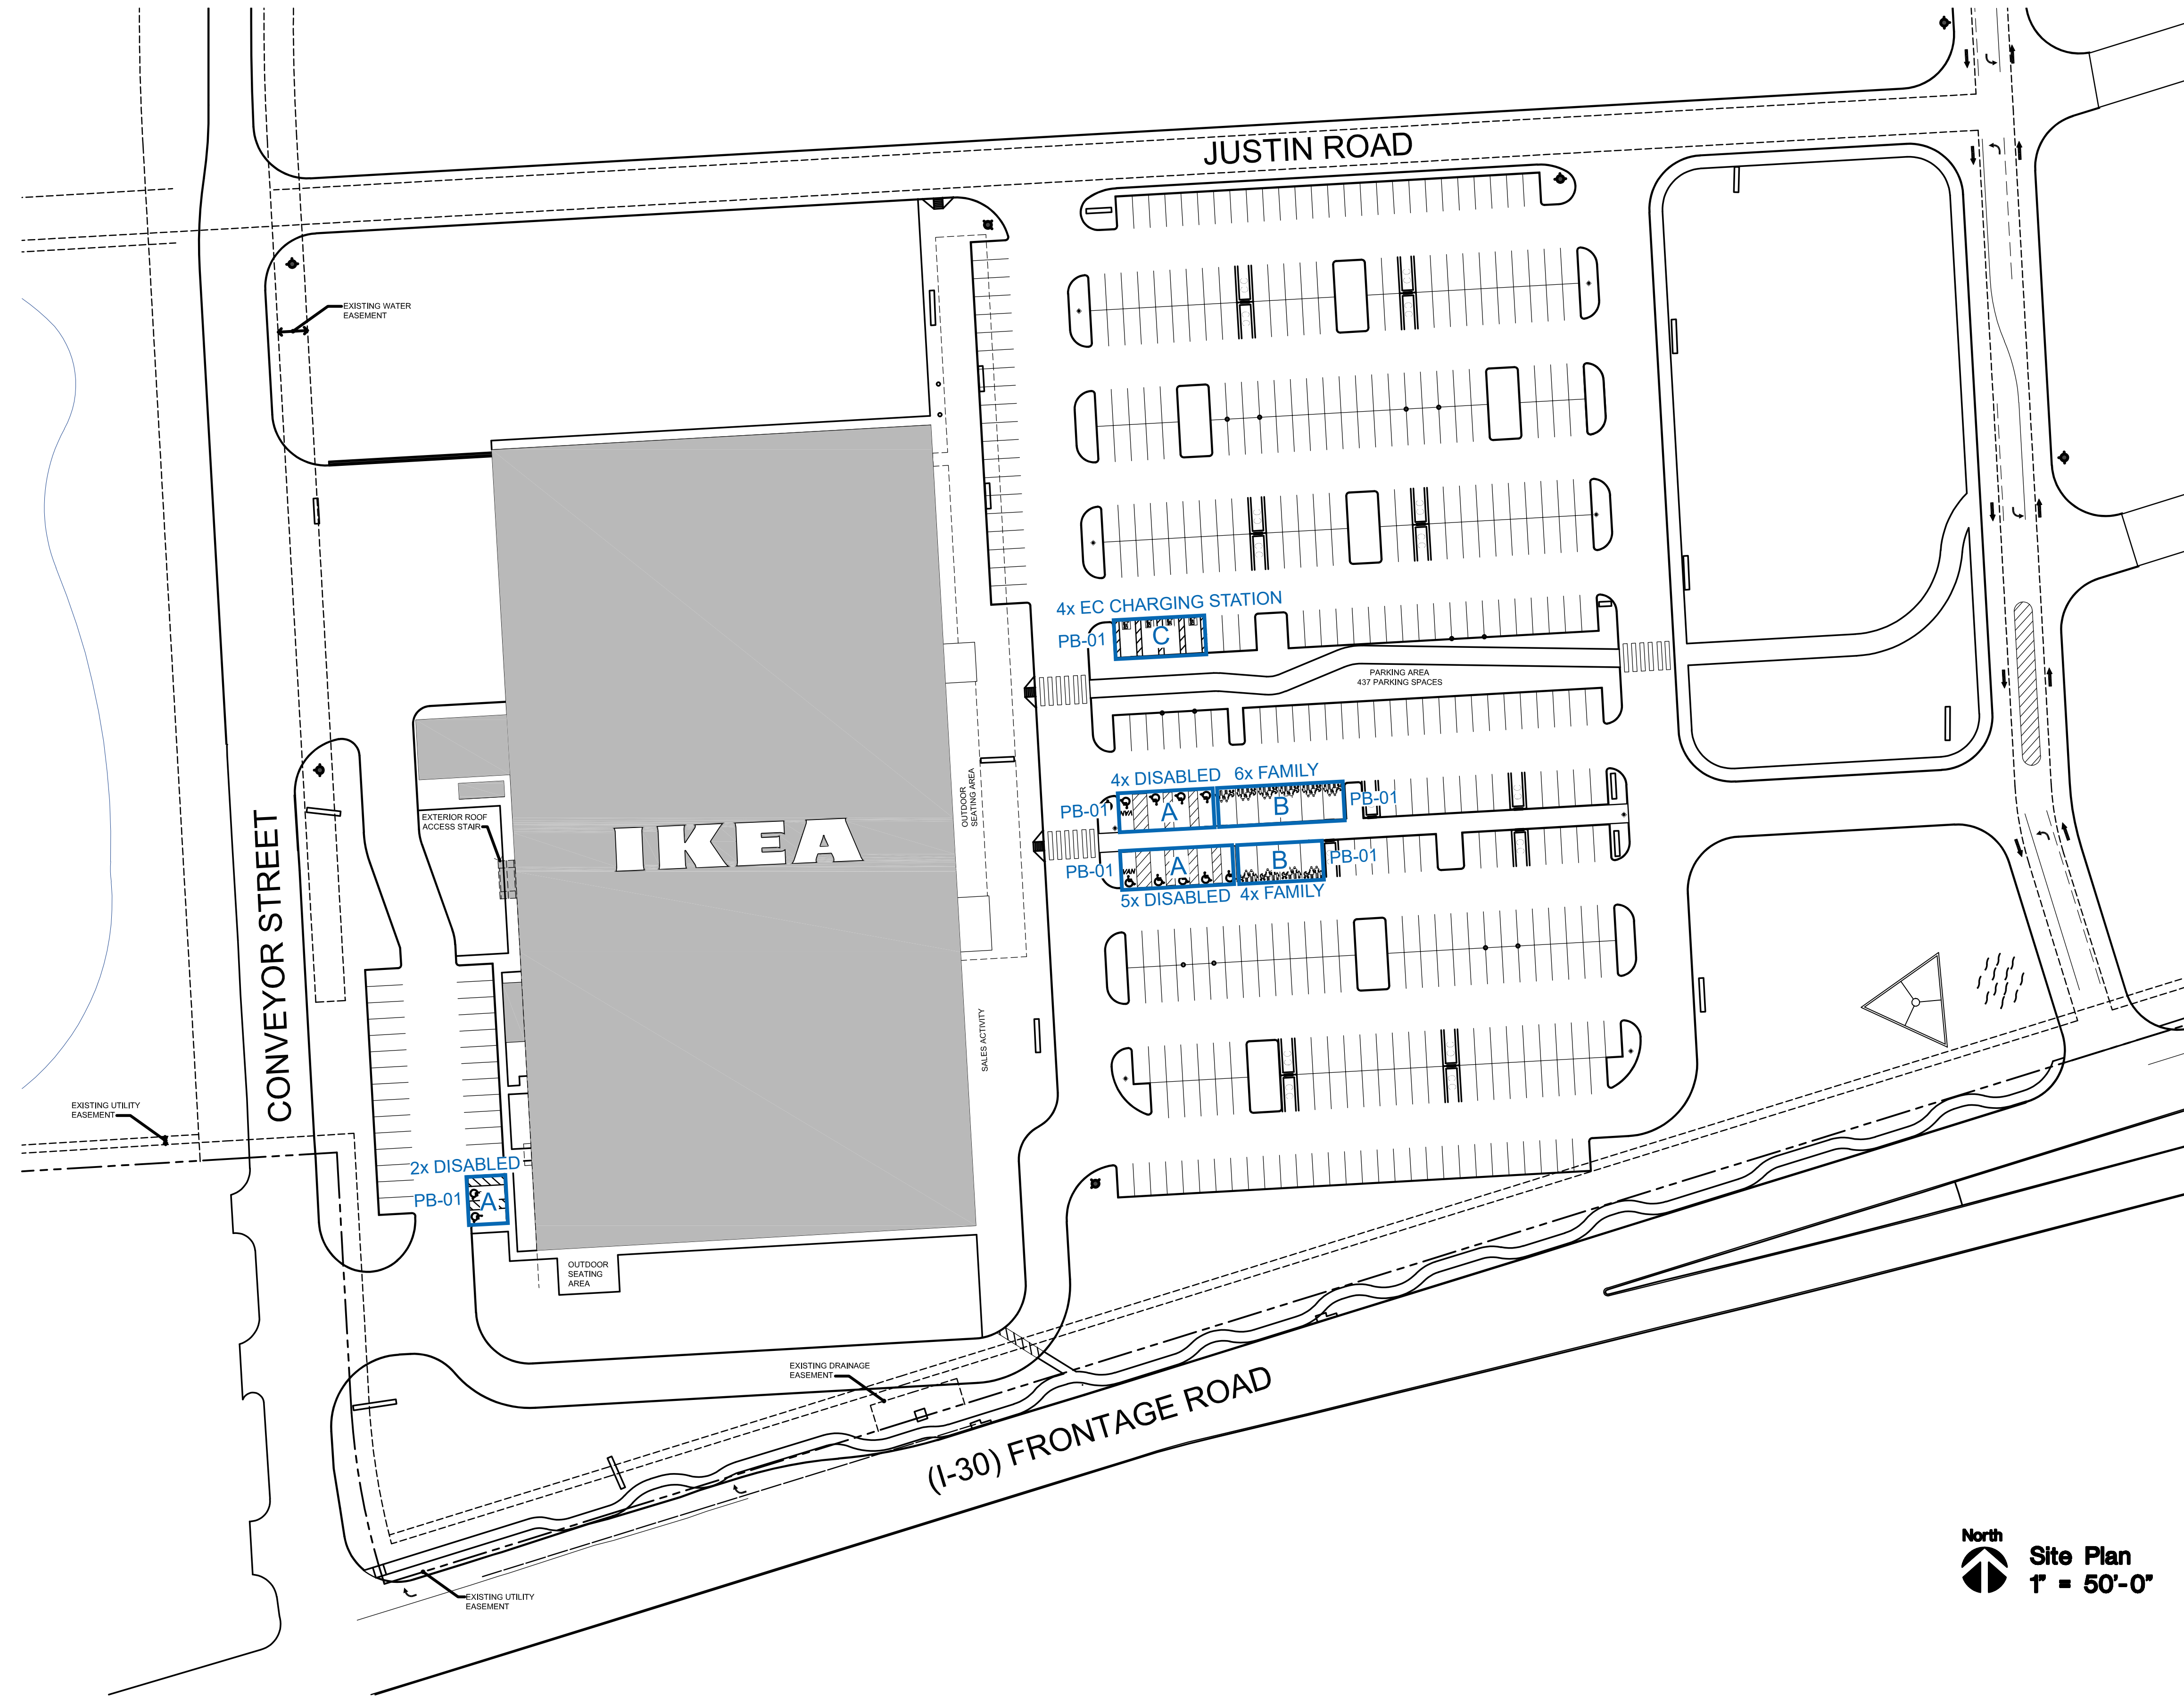 JUSTIN ROAD
EXISTING WATER
EASEMENT
4x EC CHARGING STATION
PB-01
C
PARKING AREA
437 PARKING SPACES
4x DISABLED
6x FAMILY
PB-01
VAN
A
B
PB-01
OUTDOOR
SEATING AREA
EXTERIOR ROOF
ACCESS STAIR
IKEA
CONVEYOR STREET
PB-01
VAN
A
B
PB-01
5x DISABLED
4x FAMILY
SALES ACTIVITY
EXISTING UTILITY
EASEMENT
2x DISABLED
PB-01
A
OUTDOOR
SEATING
AREA
EXISTING DRAINAGE
EASEMENT
(I-30) FRONTAGE ROAD
EXISTING UTILITY
EASEMENT
North
Site Plan
1" = 50'-0"